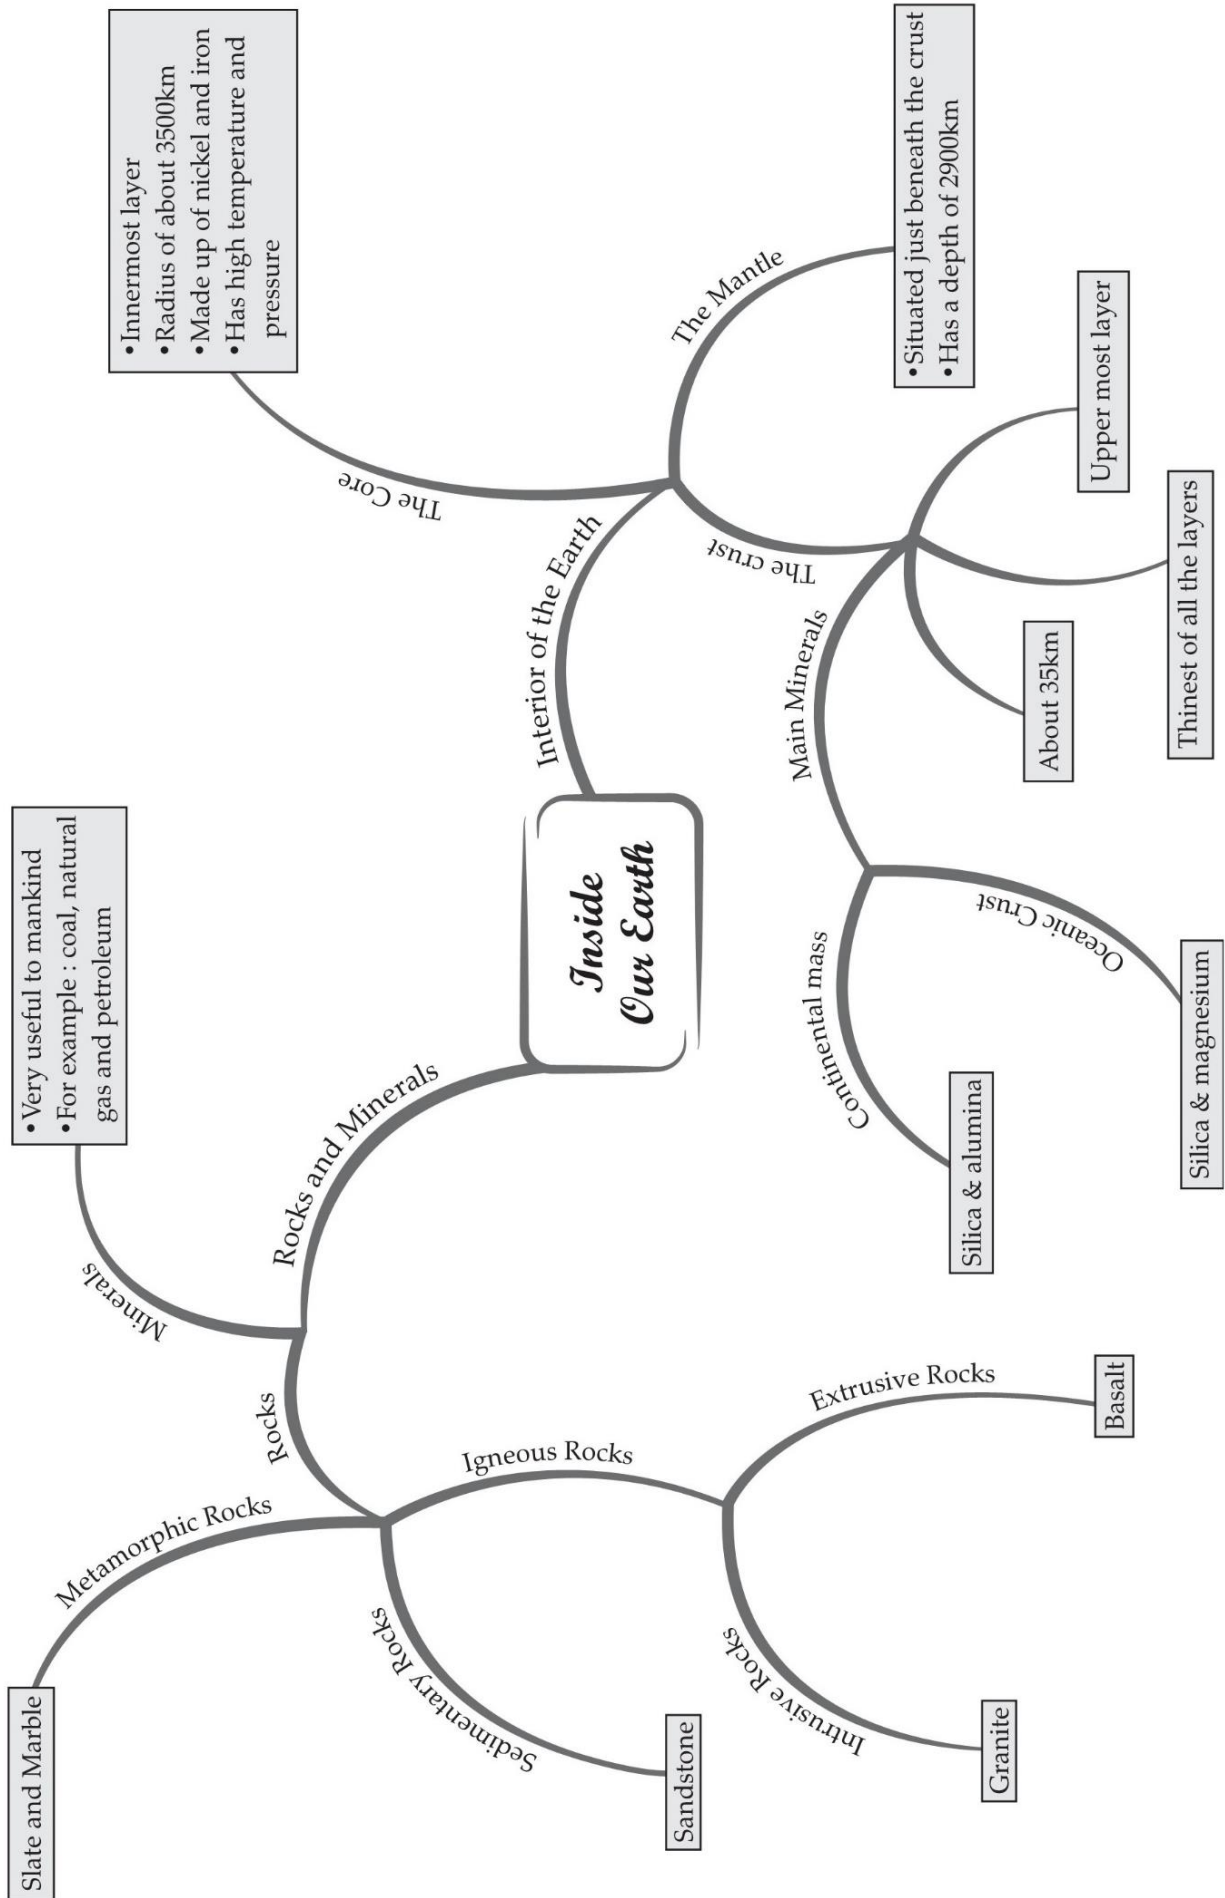 Inside
Our Earth
Interior of the Earth
The Core
• Innermost layer
• Radius of about 3500km
• Made up of nickel and iron
• Has high temperature and
pressure
The Mantle
• Situated just beneath the crust
• Has a depth of 2900km
The crust
Upper most layer
Thinest of all the layers
About 35km
Main Minerals
Continental mass
Silica & alumina
Oceanic Crust
Silica & magnesium
Rocks and Minerals
Minerals
• Very useful to mankind
• For example : coal, natural
gas and petroleum
Rocks
Metamorphic Rocks
Slate and Marble
Sedimentary Rocks
Sandstone
Igneous Rocks
Intrusive Rocks
Granite
Extrusive Rocks
Basalt